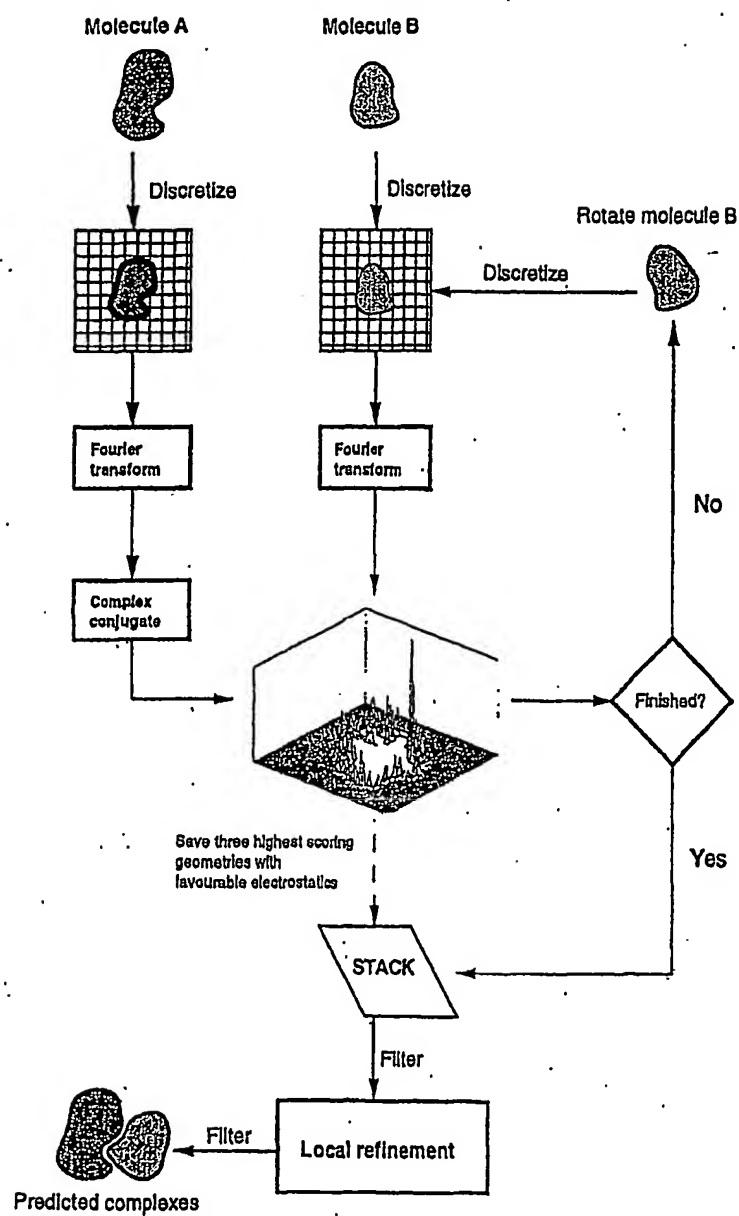 Molecule A
Molecule B
Discretize
Discretize
Rotate molecule B
Discretize
Fourier
transform
Fourier
transform
No
Complex
conjugate
Finished?
Save three highest scoring
geometries with
favourable electrostatics
Yes
STACK
Filter
Local refinement
Filter
Predicted complexes